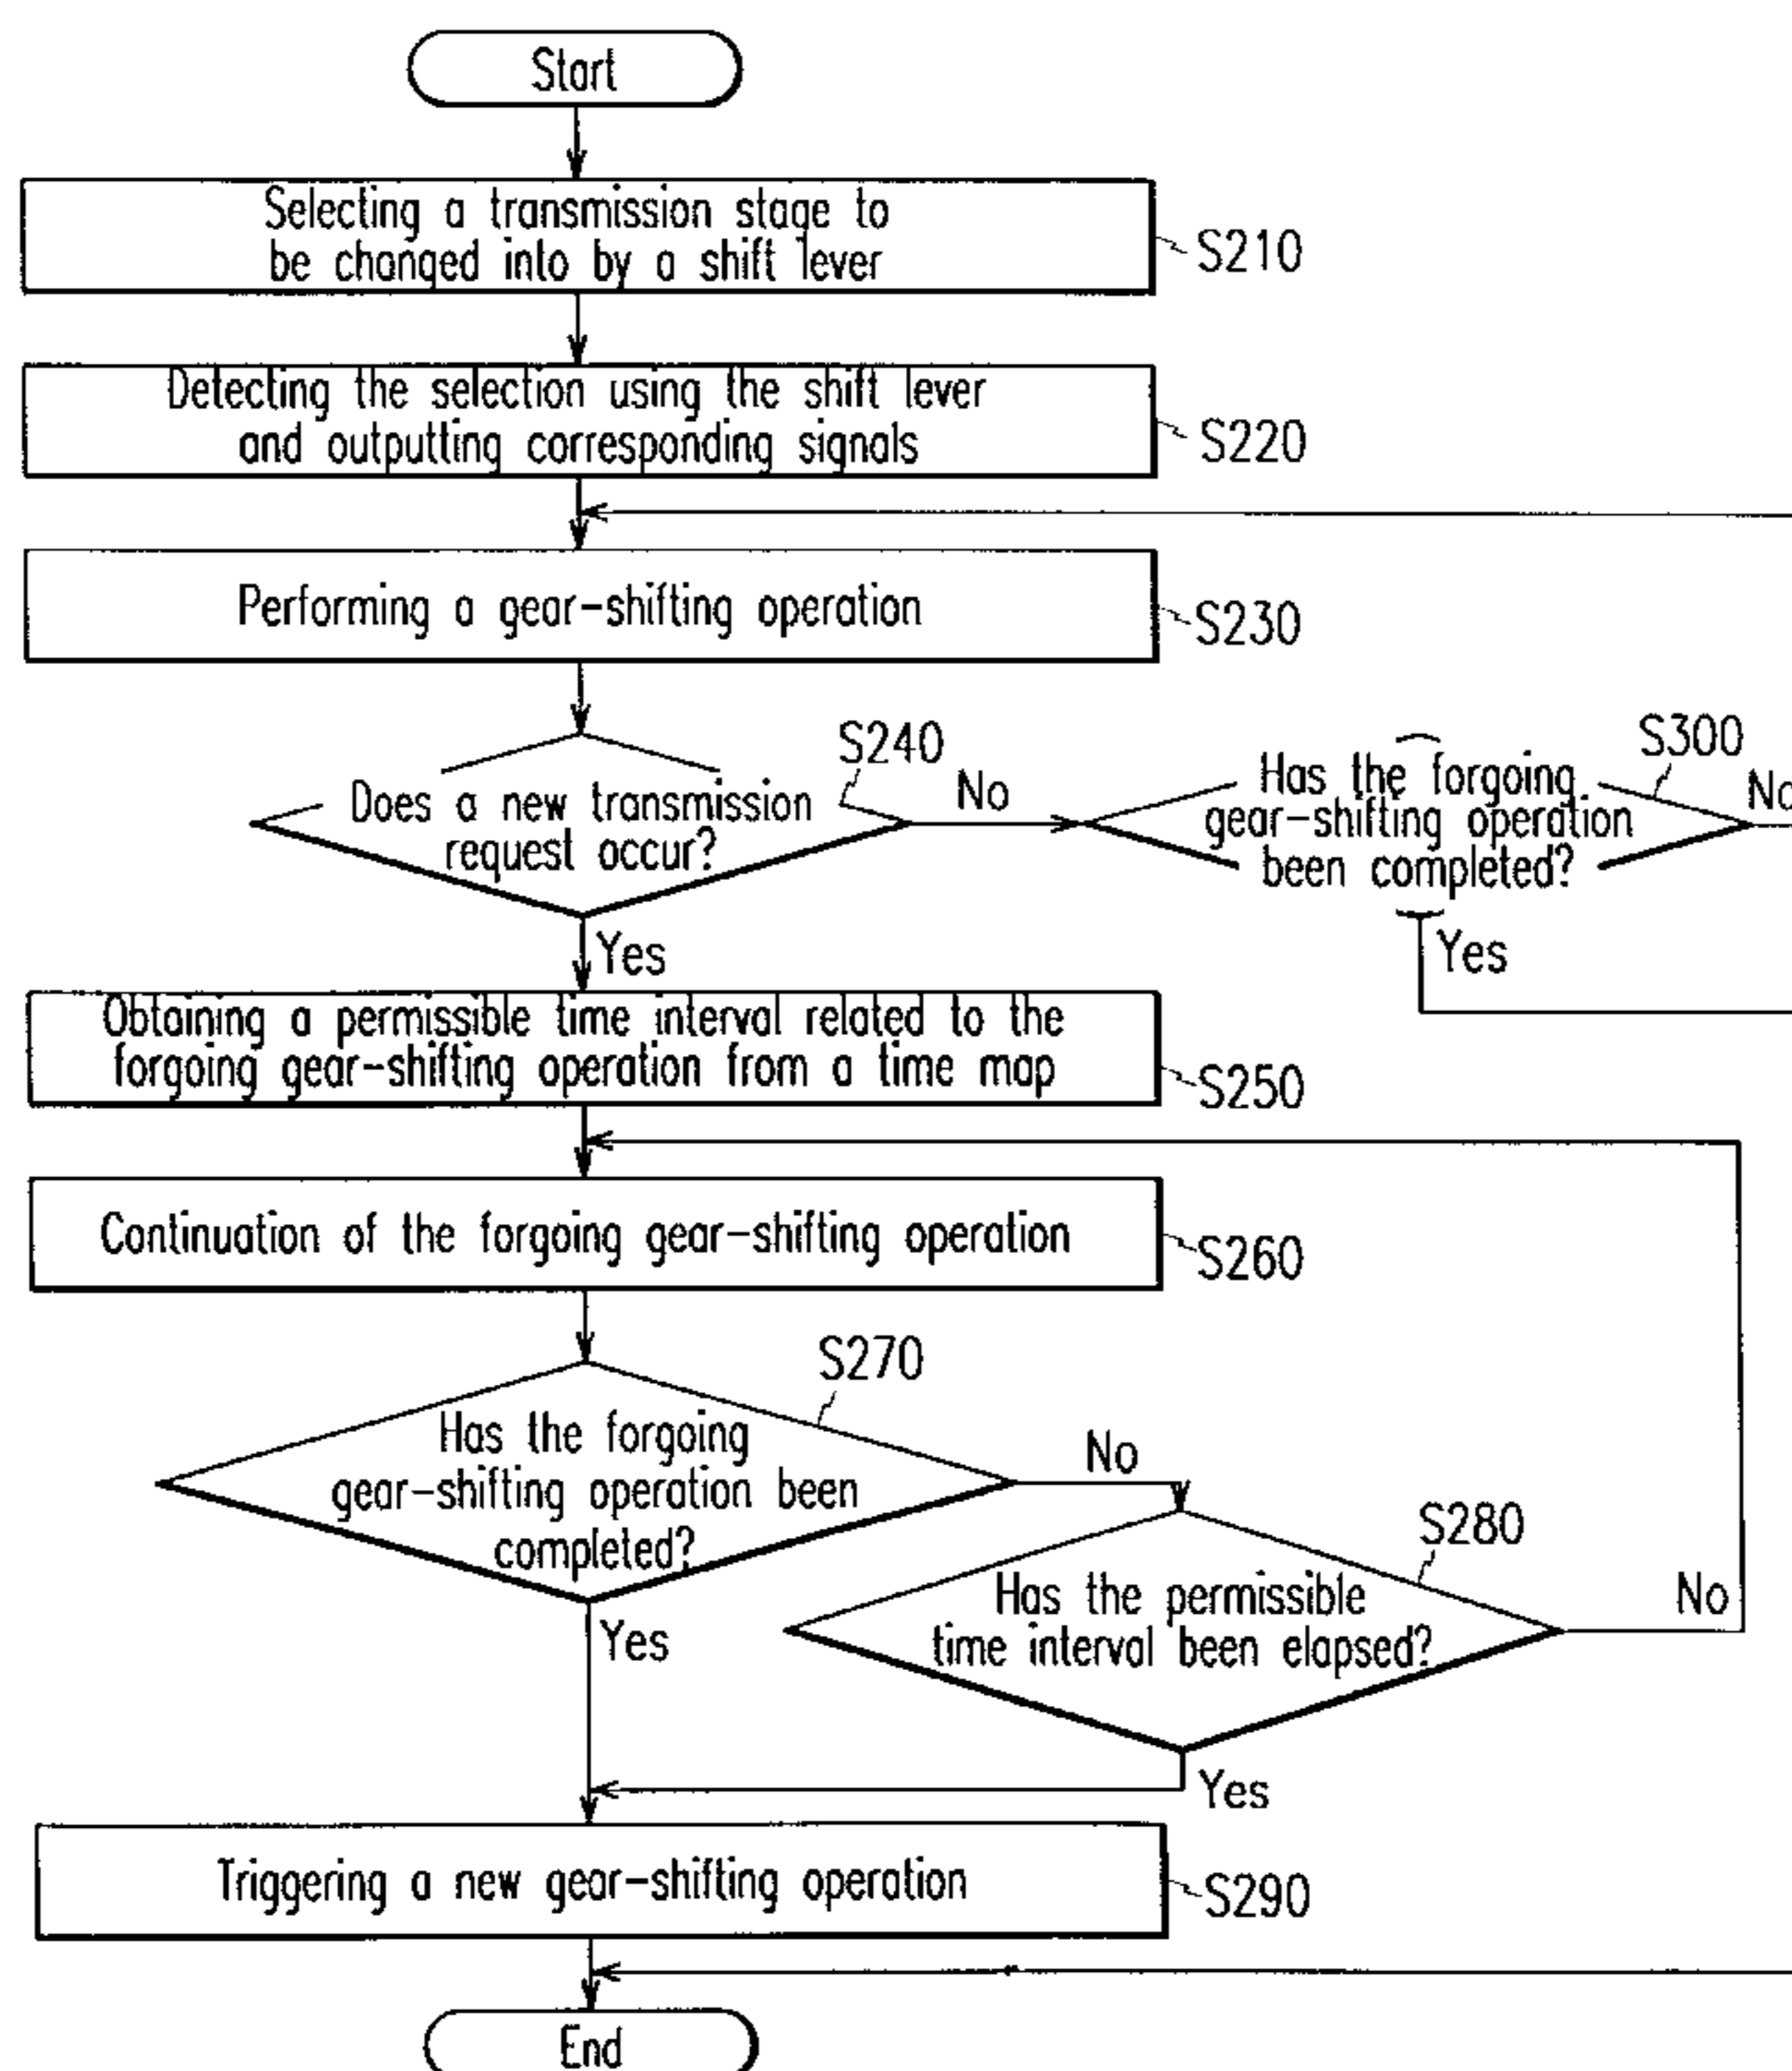 Start
Selecting a transmission stage to
be changed into by a shift lever
S210
Detecting the selection using the shift lever
and outputting corresponding signals
S220
Performing a gear-shifting operation
S230
S240
Does a new transmission
request occur?
No
S300
Has the forgoing
gear-shifting operation
been completed?
No
Yes
Yes
Obtaining a permissible time interval related to the
forgoing gear-shifting operation from a time map
S250
Continuation of the forgoing gear-shifting operation
S260
S270
Has the forgoing
gear-shifting operation been
completed?
No
Yes
S280
Has the permissible
time interval been elapsed?
No
Yes
Triggering a new gear-shifting operation
S290
End